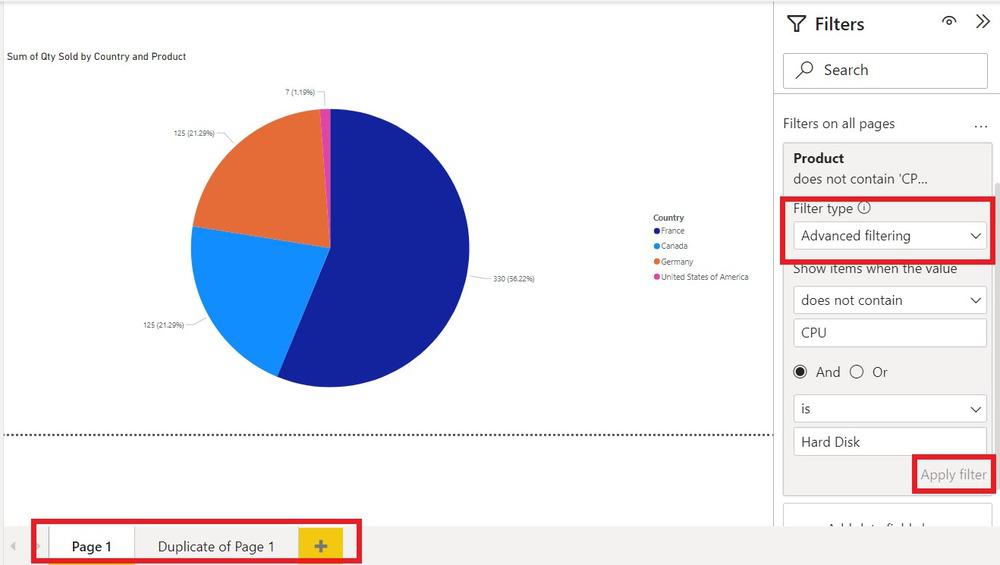 Sum of Qty Sold by Country and Product
7 (1.19%)
125 (21.29%)
125 (21.29%)
330 (56.22%)
Country
France
Canada
Germany
United States of America
Page 1
Duplicate of Page 1
+
Filters
Search
Filters on all pages
...
Product
does not contain 'CP...
Filter type
Advanced filtering
Show items when the value
does not contain
CPU
And Or
is
Hard Disk
Apply filter